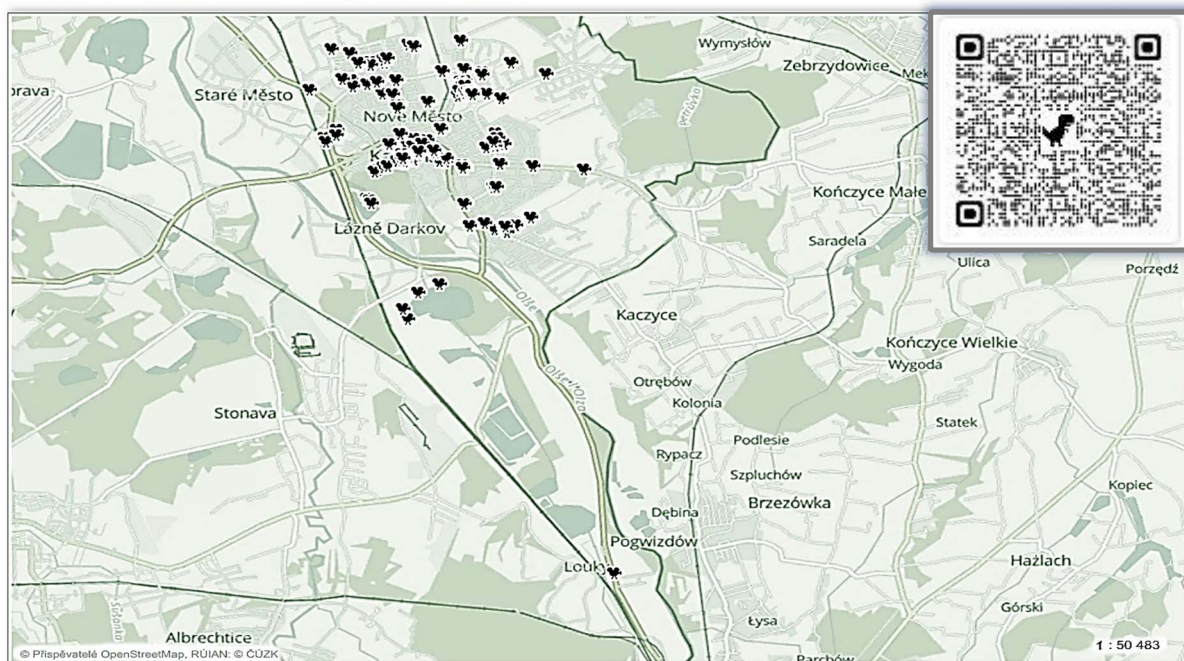 Wymysłów
Zebrzydowice
Staré Město
petrůvka
Nové Město
Kończyce Małe
Lázně Darkov
Saradela
Ulica
Porzędź
Olše
Kaczyce
Kończyce Wielkie
Wygoda
Olše/Olza
Otrębów
Kolonia
Stonava
Statek
Podlesie
Rypacz
Szpluchów
Kopiec
Brzezówka
Dębina
Pogwizdów
Hażlach
Louky
Górski
Sušanka
Łysa
Albrechtice
© Přispěvatelé OpenStreetMap, RÚIAN: © ČÚZK
1 : 50 483